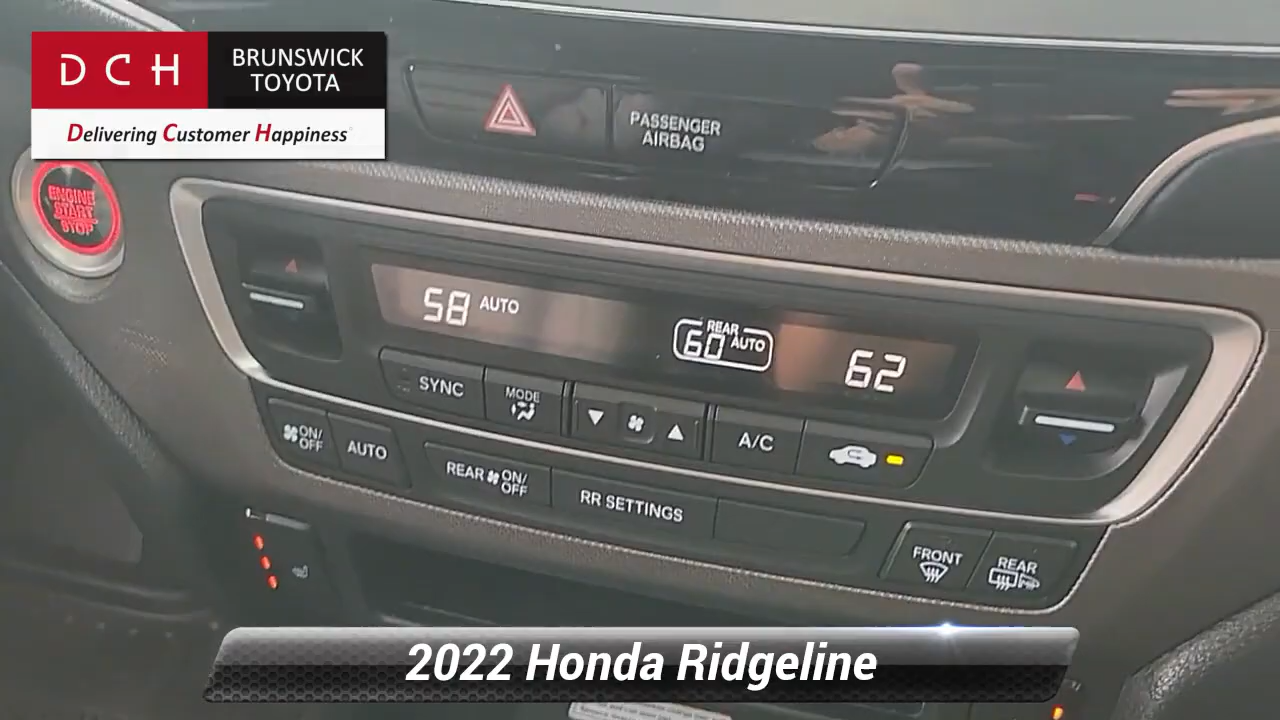 DCH
BRUNSWICK
TOYOTA
Delivering Customer Happiness
PASSENGER
AIRBAG
ENGINE
START
STOP
58 AUTO
REAR
60 AUTO
62
SYNC
MODE
A/C
ON/
OFF
AUTO
REAR ON/
OFF
RR SETTINGS
FRONT
REAR
2022 Honda Ridgeline